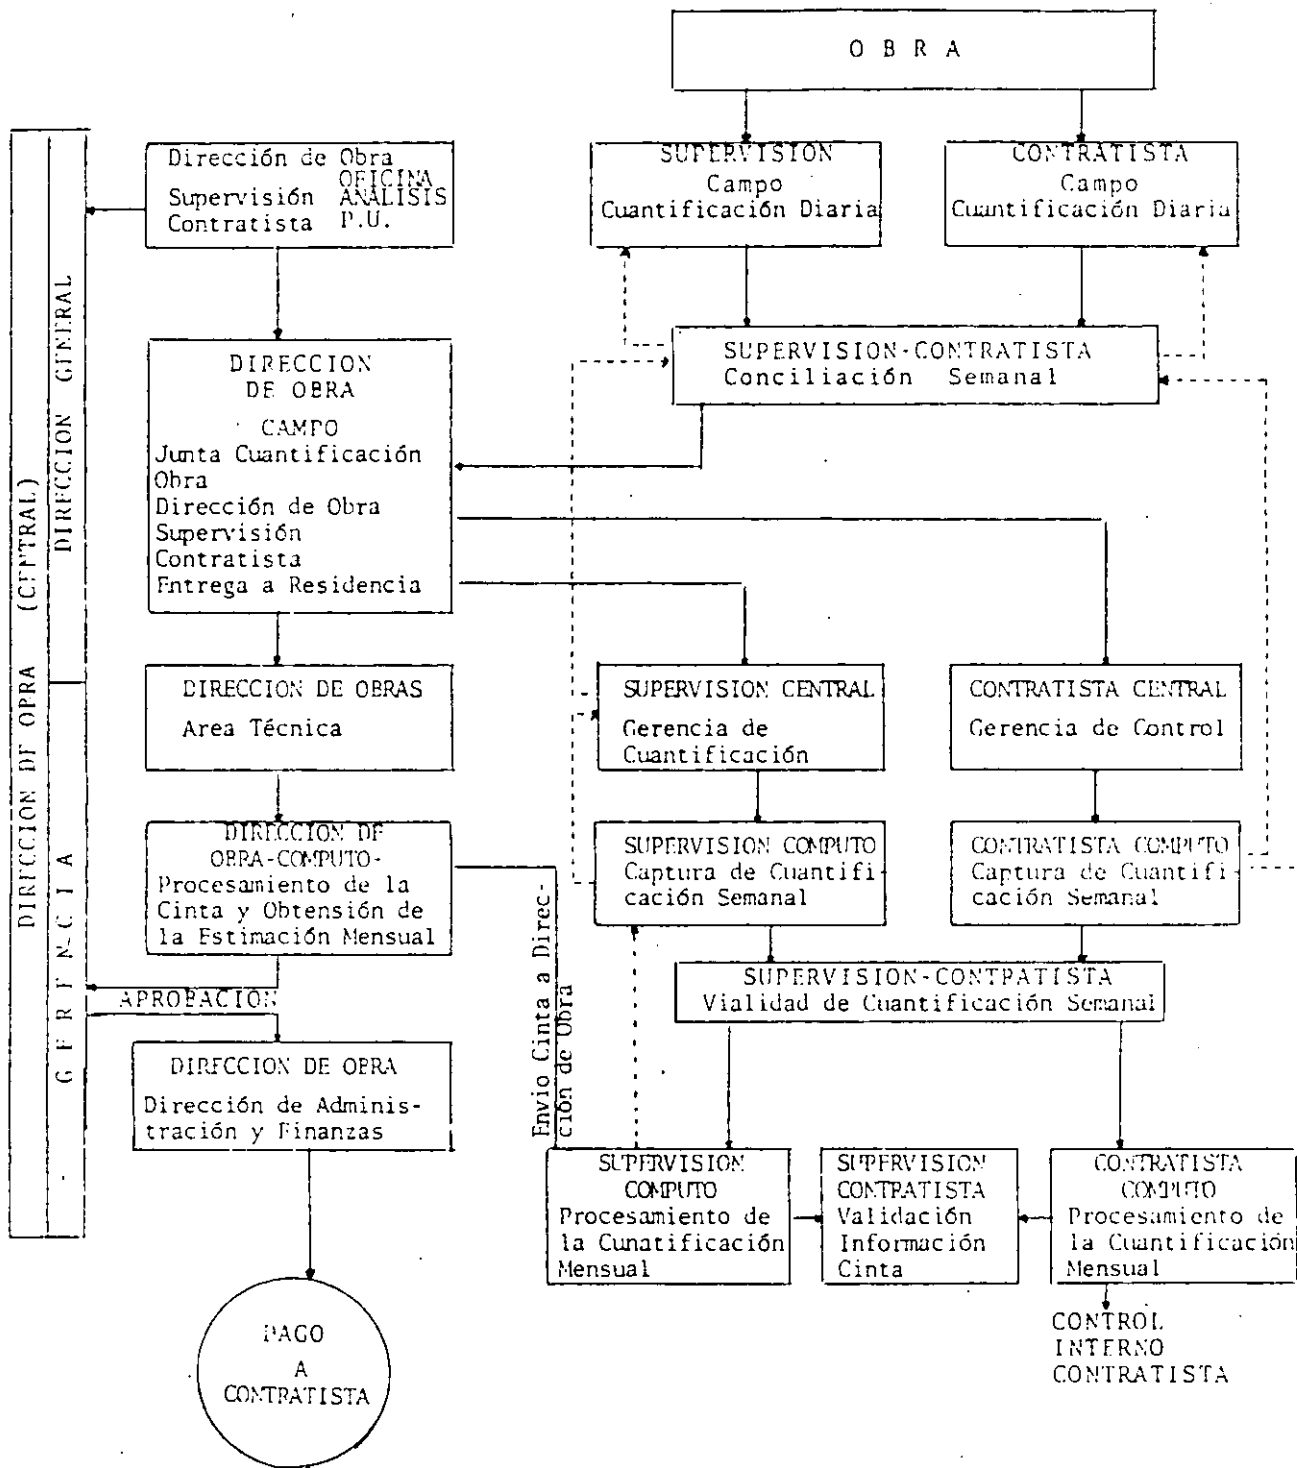 O B R A
Dirección de Obra
OFICINA
Supervisión ANALISIS
Contratista P.U.
SUPERVISION
Campo
Cuantificación Diaria
CONTRATISTA
Campo
Cuantificación Diaria
DIRECCION DE OBRA (CENTRAL)
DIRECCION GENERAL
GERENCIA
DIRECCION
DE OBRA
CAMPO
Junta Cuantificación
Obra
Dirección de Obra
Supervisión
Contratista
Entrega a Residencia
SUPERVISION-CONTRATISTA
Conciliación Semanal
DIRECCION DE OBRAS
Area Técnica
SUPERVISION CENTRAL
Gerencia de
Cuantificación
CONTRATISTA CENTRAL
Gerencia de Control
DIRECCION DE
OBRA-COMPUTO-
Procesamiento de la
Cinta y Obtensión de
la Estimación Mensual
SUPERVISION COMPUTO
Captura de Cuantifi-
cación Semanal
CONTRATISTA COMPUTO
Captura de Cuantifi-
cación Semanal
APROBACION
Envio Cinta a Direc-
ción de Obra
SUPERVISION-CONTRATISTA
Vialidad de Cuantificación Semanal
DIRECCION DE OBRA
Dirección de Adminis-
tración y Finanzas
SUPERVISION
COMPUTO
Procesamiento de
la Cunatificación
Mensual
SUPERVISION
CONTRATISTA
Validación
Información
Cinta
CONTRATISTA
COMPUTO
Procesamiento de
la Cuantificación
Mensual
PAGO
A
CONTRATISTA
CONTROL
INTERNO
CONTRATISTA